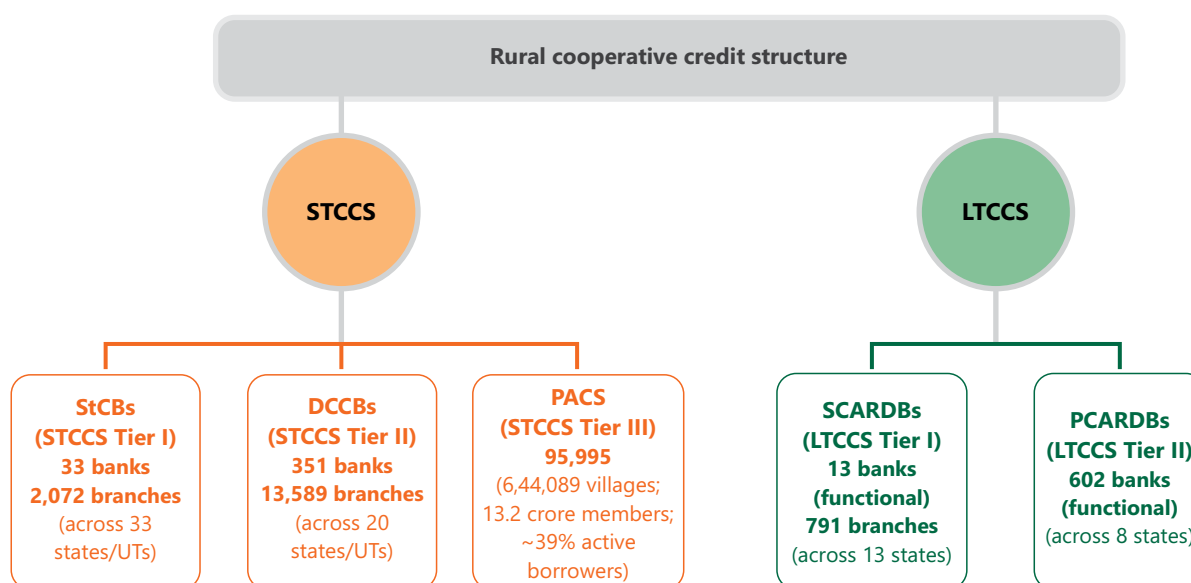 Rural cooperative credit structure
STCCS
LTCCS
StCBs
(STCCS Tier I)
33 banks
2,072 branches
(across 33
states/UTs)
DCCBs
(STCCS Tier II)
351 banks
13,589 branches
(across 20
states/UTs)
PACS
(STCCS Tier III)
95,995
(6,44,089 villages;
13.2 crore members;
~39% active
borrowers)
SCARDBs
(LTCCS Tier I)
13 banks
(functional)
791 branches
(across 13 states)
PCARDBs
(LTCCS Tier II)
602 banks
(functional)
(across 8 states)